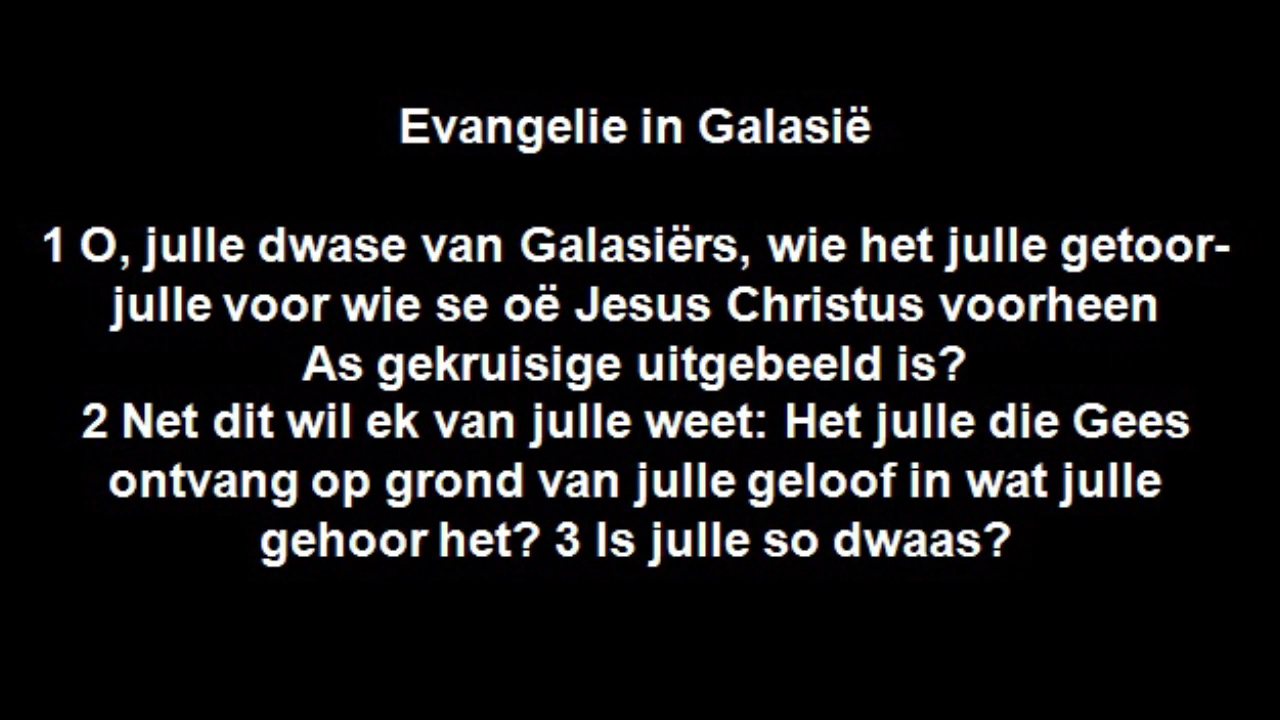 Evangelie in Galasië
1 O, julle dwase van Galasiërs, wie het julle getoor-
julle voor wie se oë Jesus Christus voorheen
As gekruisige uitgebeeld is?
2 Net dit wil ek van julle weet: Het julle die Gees
ontvang op grond van julle geloof in wat julle
gehoor het? 3 Is julle so dwaas?